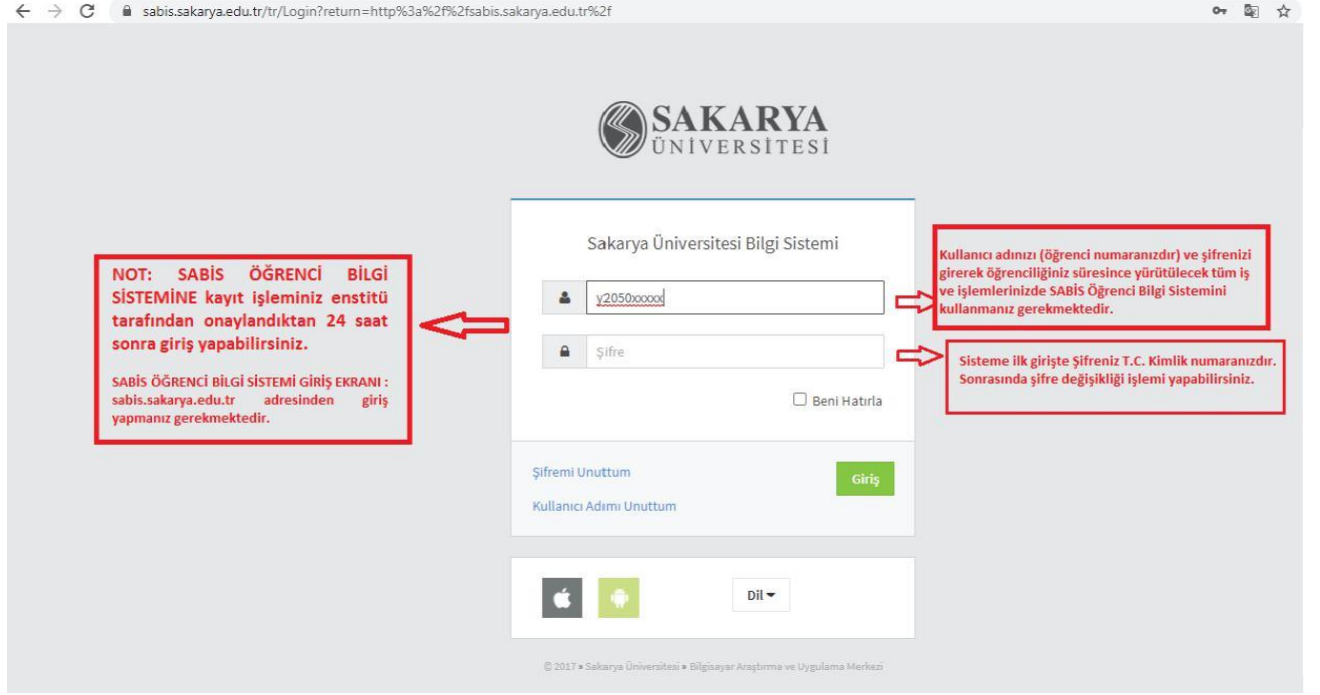 sabis.sakarya.edu.tr/tr/Login?return=http%3a%2f%2fsabis.sakarya.edu.tr%2f
SAKARYA
ÜNİVERSİTESİ
Sakarya Üniversitesi Bilgi Sistemi
y2050xxxxx
Şifre
Beni Hatırla
Şifremi Unuttum
Giriş
Kullanıcı Adımı Unuttum
Dil
© 2017 » Sakarya Üniversitesi » Bilgisayar Araştırma ve Uygulama Merkezi
NOT: SABİS ÖĞRENCİ BİLGİ
SİSTEMİNE kayıt işleminiz enstitü
tarafından onaylandıktan 24 saat
sonra giriş yapabilirsiniz.
SABİS ÖĞRENCİ BİLGİ SİSTEMİ GİRİŞ EKRANI :
sabis.sakarya.edu.tr adresinden giriş
yapmanız gerekmektedir.
Kullanıcı adınızı (öğrenci numaranızdır) ve şifrenizi
girerek öğrenciliğiniz süresince yürütülecek tüm iş
ve işlemlerinizde SABİS Öğrenci Bilgi Sistemini
kullanmanız gerekmektedir.
Sisteme ilk girişte Şifreniz T.C. Kimlik numaranızdır.
Sonrasında şifre değişikliği işlemi yapabilirsiniz.